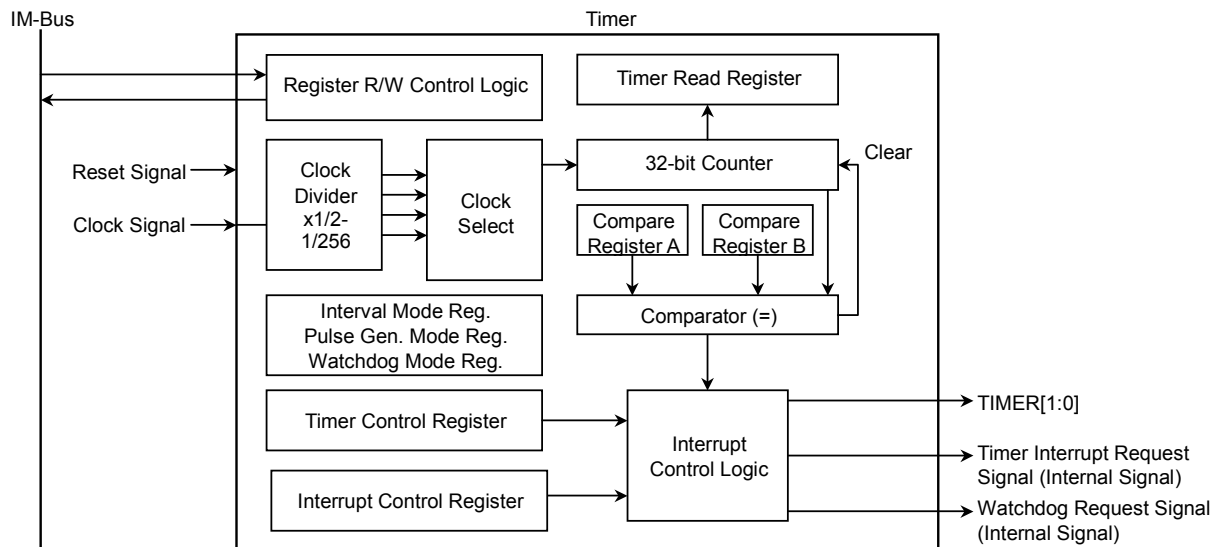 IM-Bus
Timer
Register R/W Control Logic
Timer Read Register
Reset Signal
Clock Signal
Clock
Divider
x1/2-
1/256
Clock
Select
32-bit Counter
Clear
Compare
Register A
Compare
Register B
Interval Mode Reg.
Pulse Gen. Mode Reg.
Watchdog Mode Reg.
Comparator (=)
Timer Control Register
Interrupt Control Register
Interrupt
Control Logic
TIMER[1:0]
Timer Interrupt Request
Signal (Internal Signal)
Watchdog Request Signal
(Internal Signal)